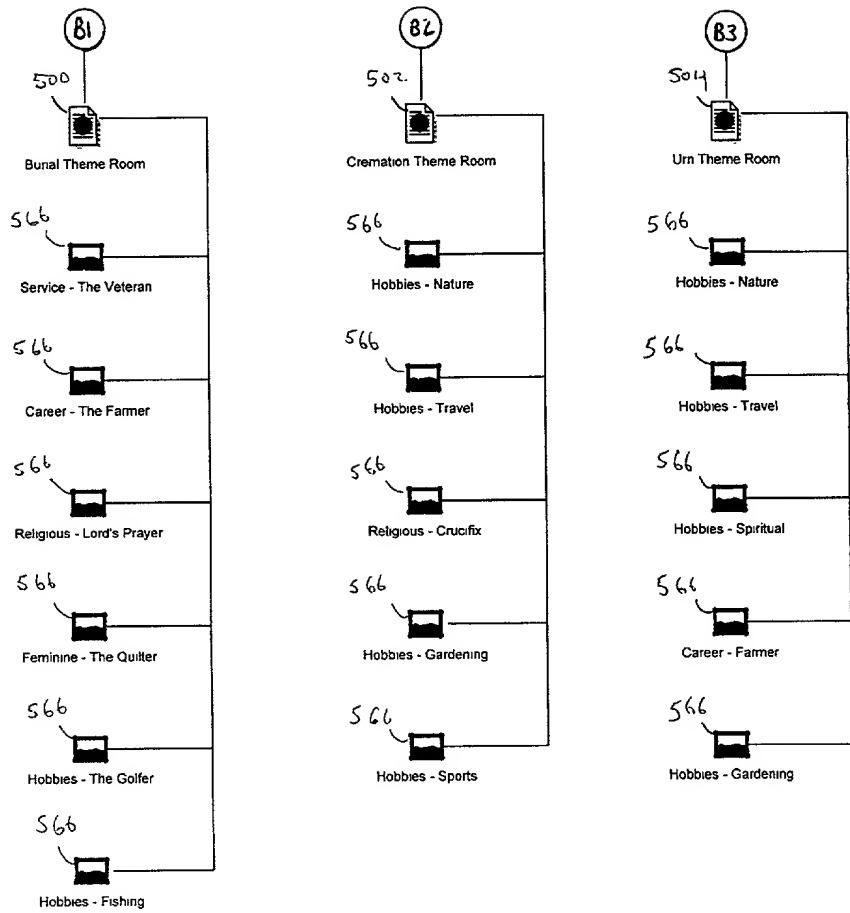 B1
500
Burial Theme Room
566
Service - The Veteran
566
Career - The Farmer
566
Religious - Lord's Prayer
566
Feminine - The Quilter
566
Hobbies - The Golfer
566
Hobbies - Fishing
B2
502
Cremation Theme Room
566
Hobbies - Nature
566
Hobbies - Travel
566
Religious - Crucifix
566
Hobbies - Gardening
566
Hobbies - Sports
B3
504
Urn Theme Room
566
Hobbies - Nature
566
Hobbies - Travel
566
Hobbies - Spiritual
566
Career - Farmer
566
Hobbies - Gardening